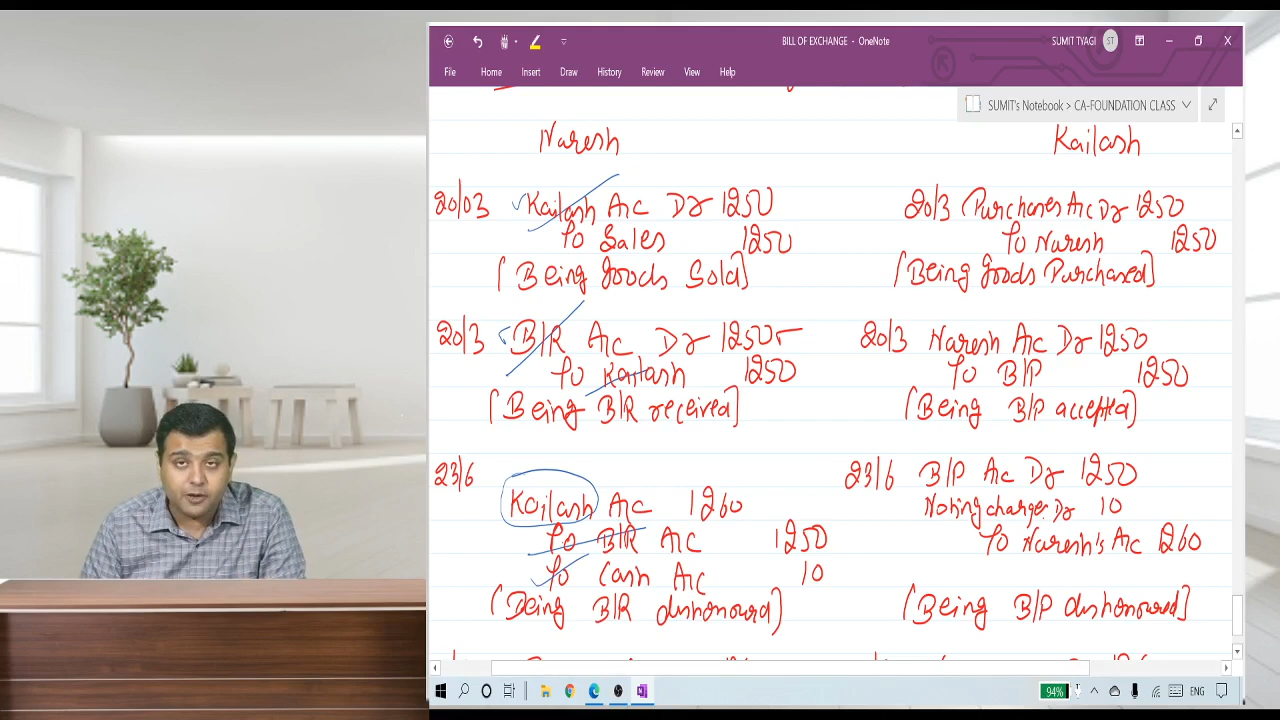 BILL OF EXCHANGE - OneNote
SUMIT TYAGI ST
File Home Insert Draw History Review View Help
SUMIT's Notebook > CA-FOUNDATION CLASS
Naresh
Kailash
20/03 Kailash A/c Dr 1250
To Sales 1250
[Being goods Sold]
20/3 Purchases A/c Dr 1250
To Naresh 1250
[Being goods Purchased]
20/3 B/R A/c Dr 1250
To Kailash 1250
[Being B/R received]
20/3 Naresh A/c Dr 1250
To B/P 1250
[Being B/P accepted]
23/6
Kailash A/c 1260
To B/R A/c 1250
To Cash A/c 10
(Being B/R dishonoured)
23/6 B/P A/c Dr 1250
Noting charges Dr 10
To Naresh's A/c 1260
[Being B/P dishonoured]
94%
ENG